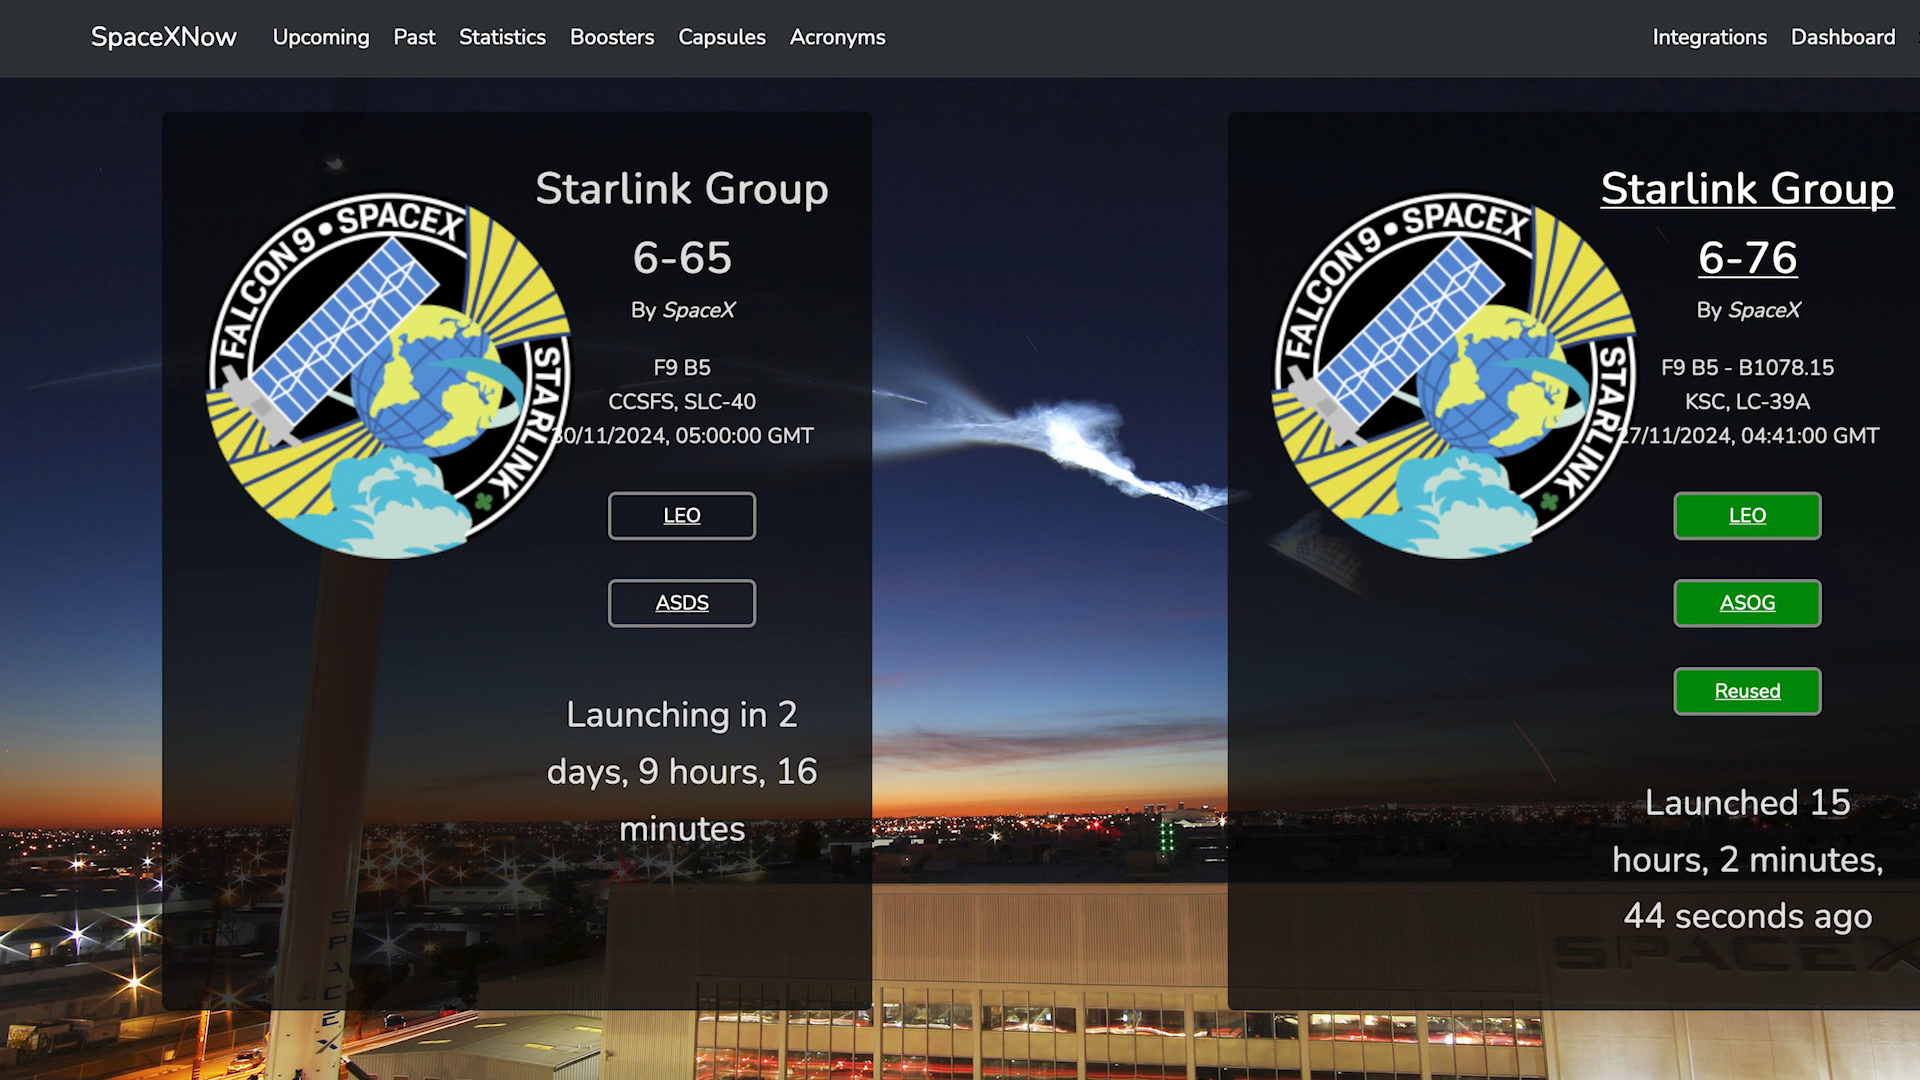 SpaceXNow Upcoming Past Statistics Boosters Capsules Acronyms Integrations Dashboard
FALCON 9 • SPACEX
STARLINK
Starlink Group
6-65
By SpaceX
F9 B5
CCSFS, SLC-40
30/11/2024, 05:00:00 GMT
LEO
ASDS
Launching in 2
days, 9 hours, 16
minutes
FALCON 9 • SPACEX
STARLINK
Starlink Group
6-76
By SpaceX
F9 B5 - B1078.15
KSC, LC-39A
27/11/2024, 04:41:00 GMT
LEO
ASOG
Reused
Launched 15
hours, 2 minutes,
44 seconds ago
SPACEX
SPACEX